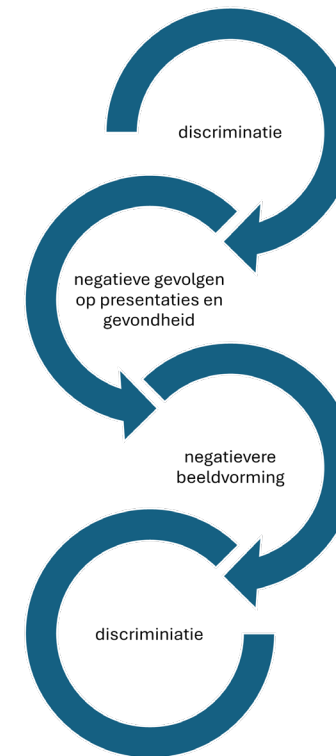 discriminatie
negatieve gevolgen
op presentaties en
gevondheid
negatievere
beeldvorming
discriminiatie